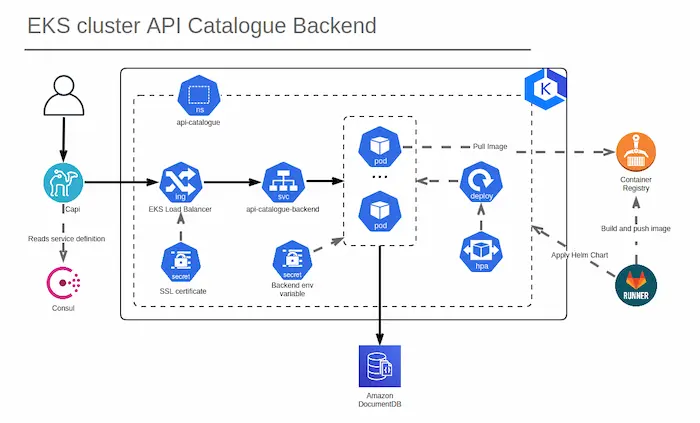 EKS cluster API Catalogue Backend
ns
api-catalogue
K
pod
Pull Image
...
Container
Registry
Capi
ing
EKS Load Balancer
svc
api-catalogue-backend
deploy
pod
Reads service definition
Build and push image
secret
SSL certificate
secret
Backend env
variable
hpa
Apply Helm Chart
RUNNER
Consul
Amazon
DocumentDB